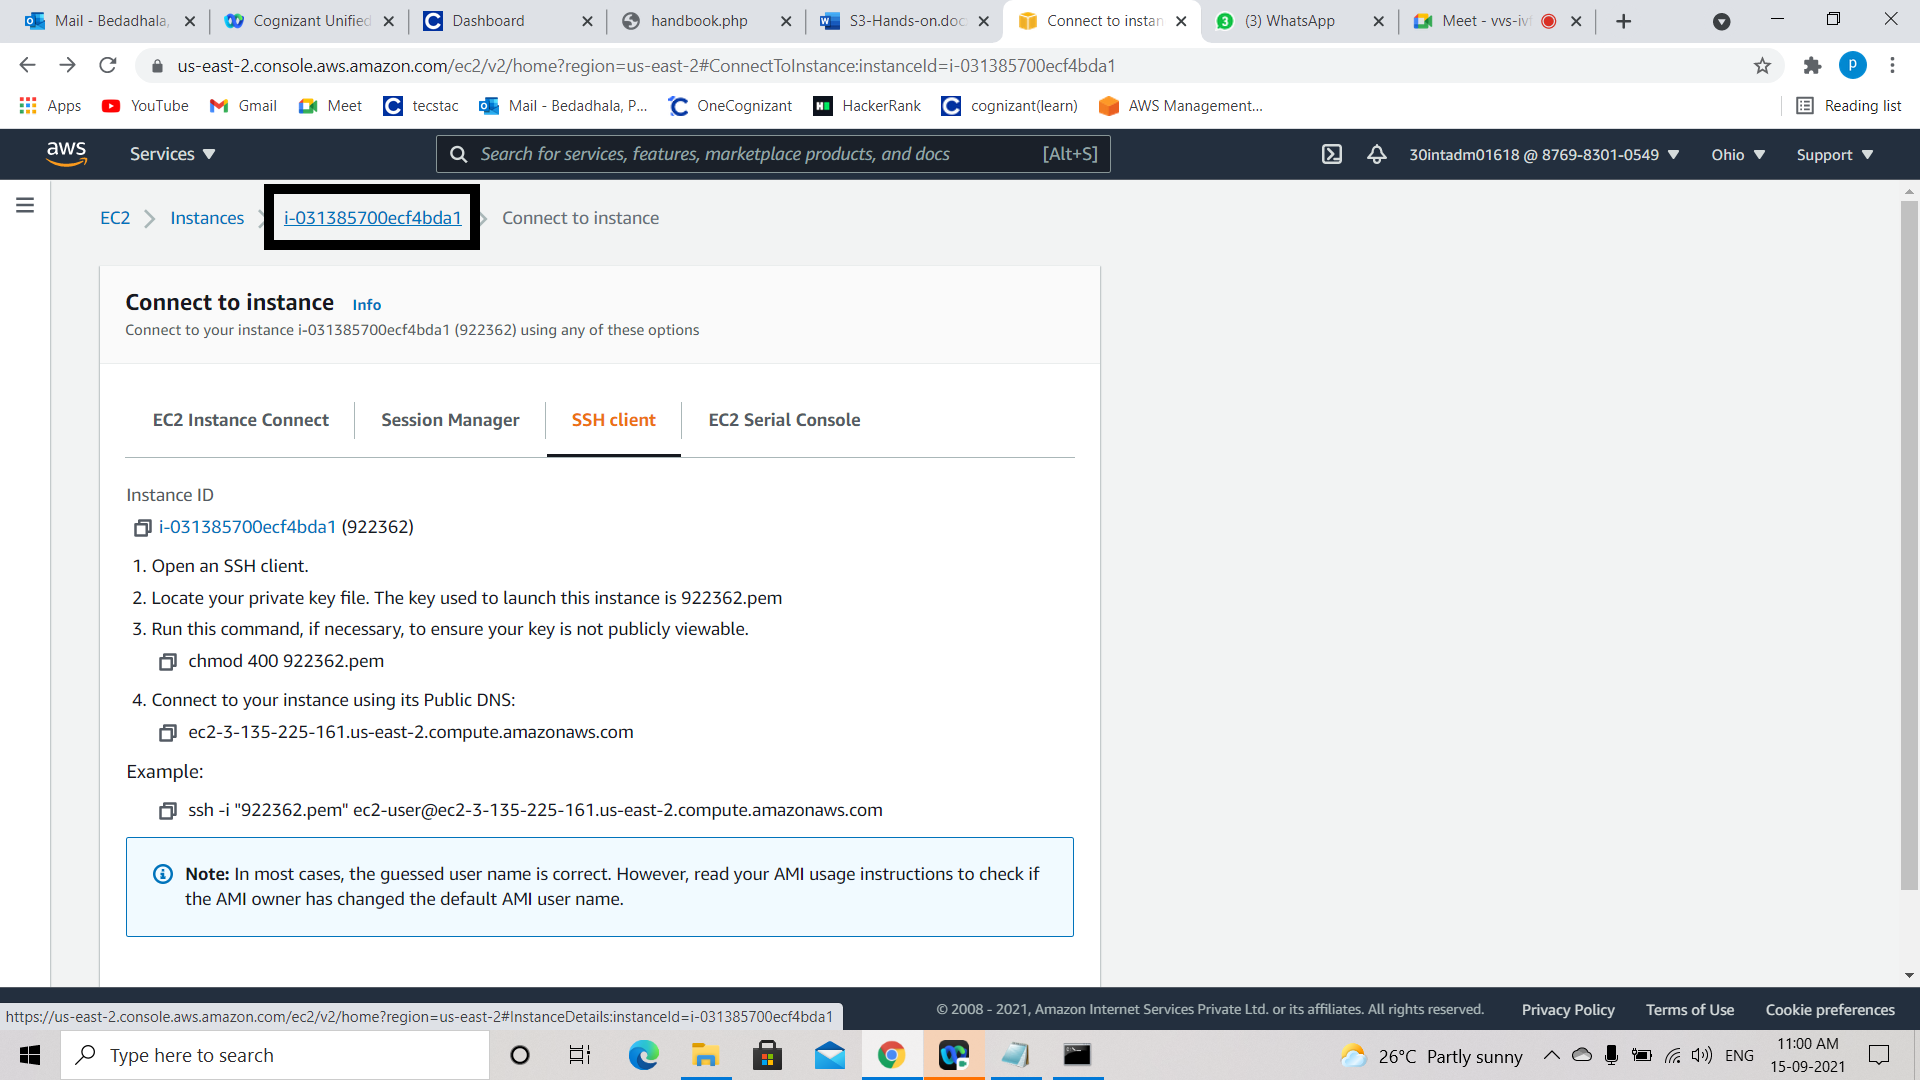 Mail - Bedadhala,
Cognizant Unified
Dashboard
handbook.php
S3-Hands-on.doc
Connect to instan
(3) WhatsApp
Meet - vvs-ivf
us-east-2.console.aws.amazon.com/ec2/v2/home?region=us-east-2#ConnectToInstance:instanceId=i-031385700ecf4bda1
P
Apps
YouTube
Gmail
Meet
tecstac
Mail - Bedadhala, P...
OneCognizant
HackerRank
cognizant(learn)
AWS Management...
Reading list
aws
Services
Search for services, features, marketplace products, and docs
[Alt+S]
30intadm01618 @ 8769-8301-0549
Ohio
Support
EC2
Instances
i-031385700ecf4bda1
Connect to instance
Connect to instance Info
Connect to your instance i-031385700ecf4bda1 (922362) using any of these options
EC2 Instance Connect
Session Manager
SSH client
EC2 Serial Console
Instance ID
i-031385700ecf4bda1 (922362)
1. Open an SSH client.
2. Locate your private key file. The key used to launch this instance is 922362.pem
3. Run this command, if necessary, to ensure your key is not publicly viewable.
chmod 400 922362.pem
4. Connect to your instance using its Public DNS:
ec2-3-135-225-161.us-east-2.compute.amazonaws.com
Example:
ssh -i "922362.pem" ec2-user@ec2-3-135-225-161.us-east-2.compute.amazonaws.com
Note: In most cases, the guessed user name is correct. However, read your AMI usage instructions to check if
the AMI owner has changed the default AMI user name.
https://us-east-2.console.aws.amazon.com/ec2/v2/home?region=us-east-2#InstanceDetails:instanceId=i-031385700ecf4bda1
© 2008 - 2021, Amazon Internet Services Private Ltd. or its affiliates. All rights reserved.
Privacy Policy
Terms of Use
Cookie preferences
Type here to search
26°C Partly sunny
ENG
11:00 AM
15-09-2021